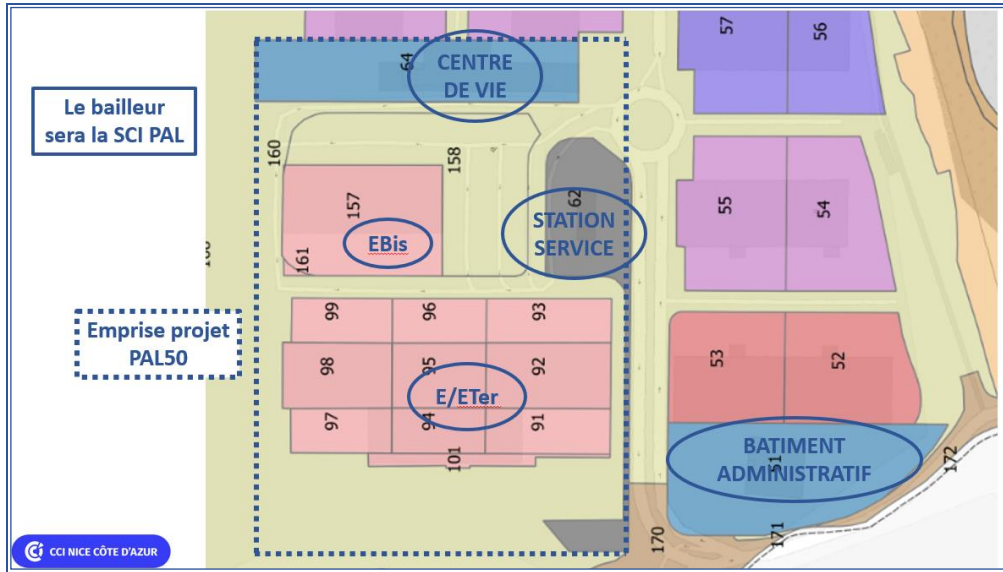 57
56
64
CENTRE
DE VIE
Le bailleur
sera la SCI PAL
160
158
157
62
55
54
STATION
SERVICE
EBis
161
Emprise projet
PAL50
99
96
93
98
95
92
E/ETer
97
94
91
101
53
52
BATIMENT
51
ADMINISTRATIF
172
170
171
CCI NICE CÔTE D'AZUR